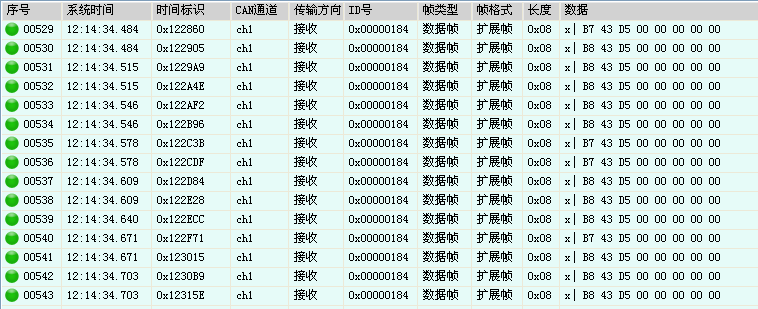 序号 系统时间 时间标识 CAN通道 传输方向 ID号 帧类型 帧格式 长度 数据
00529 12:14:34.484 0x122860 ch1 接收 0x00000184 数据帧 扩展帧 0x08 x| B7 43 D5 00 00 00 00 00
00530 12:14:34.484 0x122905 ch1 接收 0x00000184 数据帧 扩展帧 0x08 x| B8 43 D5 00 00 00 00 00
00531 12:14:34.515 0x1229A9 ch1 接收 0x00000184 数据帧 扩展帧 0x08 x| B8 43 D5 00 00 00 00 00
00532 12:14:34.515 0x122A4E ch1 接收 0x00000184 数据帧 扩展帧 0x08 x| B8 43 D5 00 00 00 00 00
00533 12:14:34.546 0x122AF2 ch1 接收 0x00000184 数据帧 扩展帧 0x08 x| B8 43 D5 00 00 00 00 00
00534 12:14:34.546 0x122B96 ch1 接收 0x00000184 数据帧 扩展帧 0x08 x| B8 43 D5 00 00 00 00 00
00535 12:14:34.578 0x122C3B ch1 接收 0x00000184 数据帧 扩展帧 0x08 x| B7 43 D5 00 00 00 00 00
00536 12:14:34.578 0x122CDF ch1 接收 0x00000184 数据帧 扩展帧 0x08 x| B7 43 D5 00 00 00 00 00
00537 12:14:34.609 0x122D84 ch1 接收 0x00000184 数据帧 扩展帧 0x08 x| B8 43 D5 00 00 00 00 00
00538 12:14:34.609 0x122E28 ch1 接收 0x00000184 数据帧 扩展帧 0x08 x| B8 43 D5 00 00 00 00 00
00539 12:14:34.640 0x122ECC ch1 接收 0x00000184 数据帧 扩展帧 0x08 x| B8 43 D5 00 00 00 00 00
00540 12:14:34.671 0x122F71 ch1 接收 0x00000184 数据帧 扩展帧 0x08 x| B7 43 D5 00 00 00 00 00
00541 12:14:34.671 0x123015 ch1 接收 0x00000184 数据帧 扩展帧 0x08 x| B8 43 D5 00 00 00 00 00
00542 12:14:34.703 0x1230B9 ch1 接收 0x00000184 数据帧 扩展帧 0x08 x| B8 43 D5 00 00 00 00 00
00543 12:14:34.703 0x12315E ch1 接收 0x00000184 数据帧 扩展帧 0x08 x| B8 43 D5 00 00 00 00 00